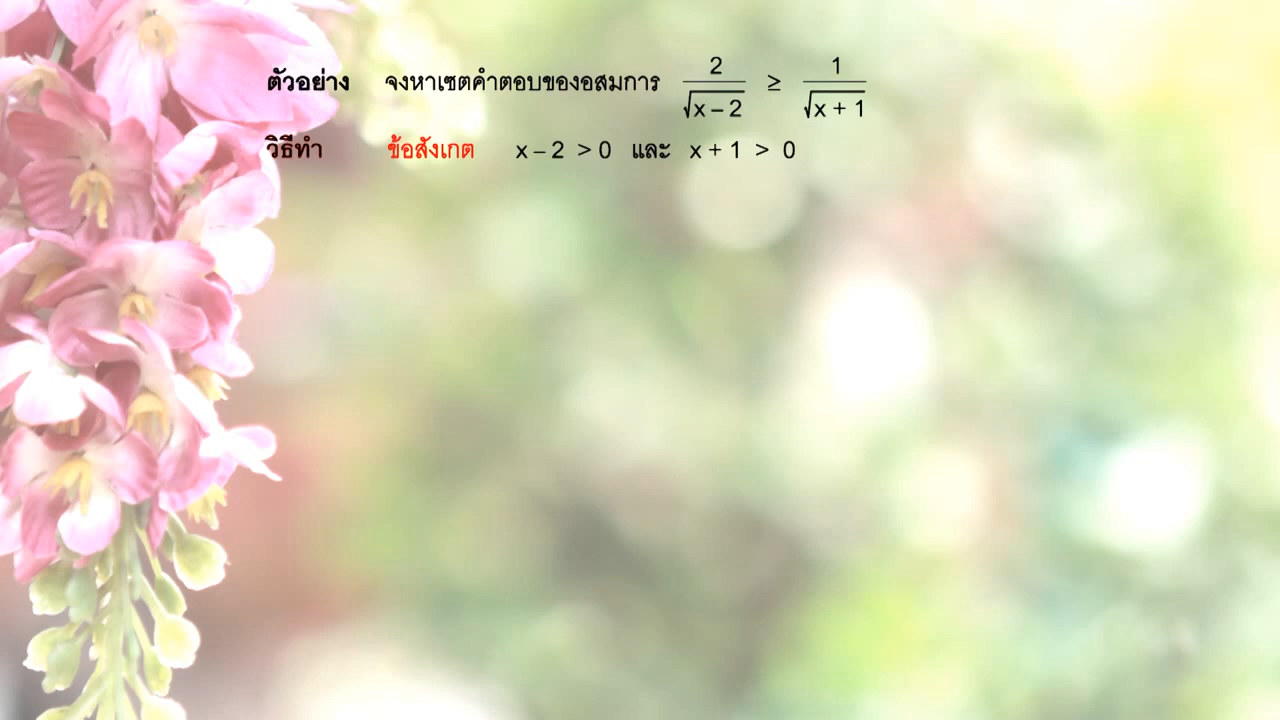 ตัวอย่าง จงหาเซตคำตอบของอสมการ 2/√(x – 2) ≥ 1/√(x + 1)
วิธีทำ ข้อสังเกต x – 2 > 0 และ x + 1 > 0